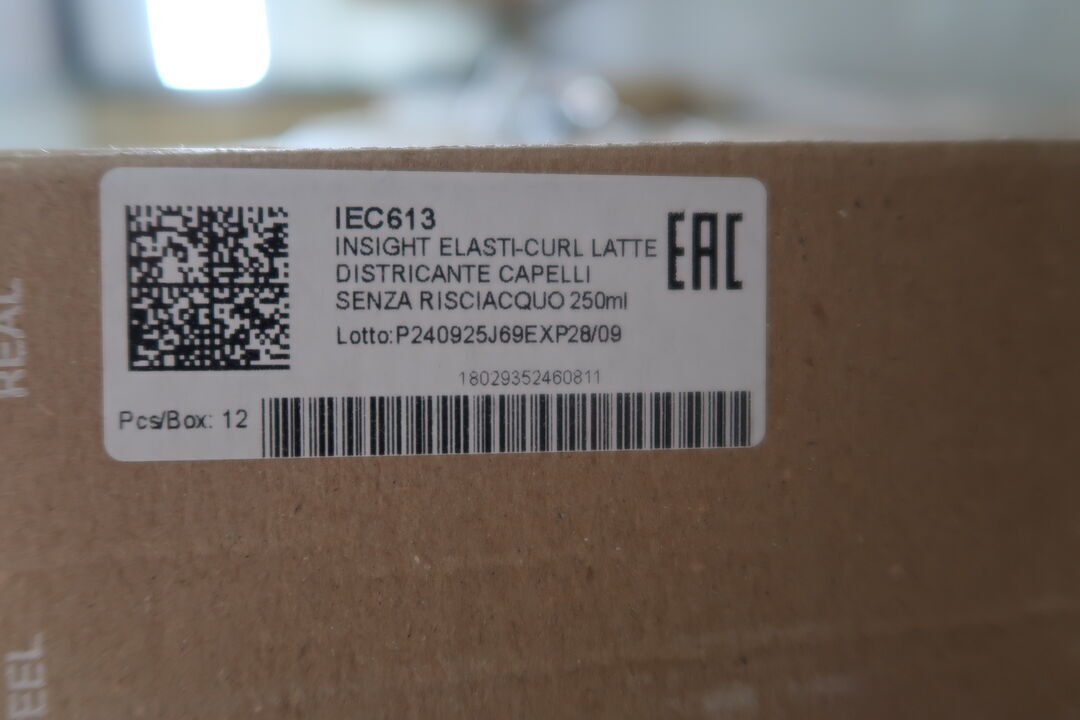 IEC613
INSIGHT ELASTI-CURL LATTE
DISTRICANTE CAPELLI
SENZA RISCIACQUO 250ml
Lotto:P240925J69EXP28/09
EAC
18029352460811
Pcs/Box: 12
REAL
EEL